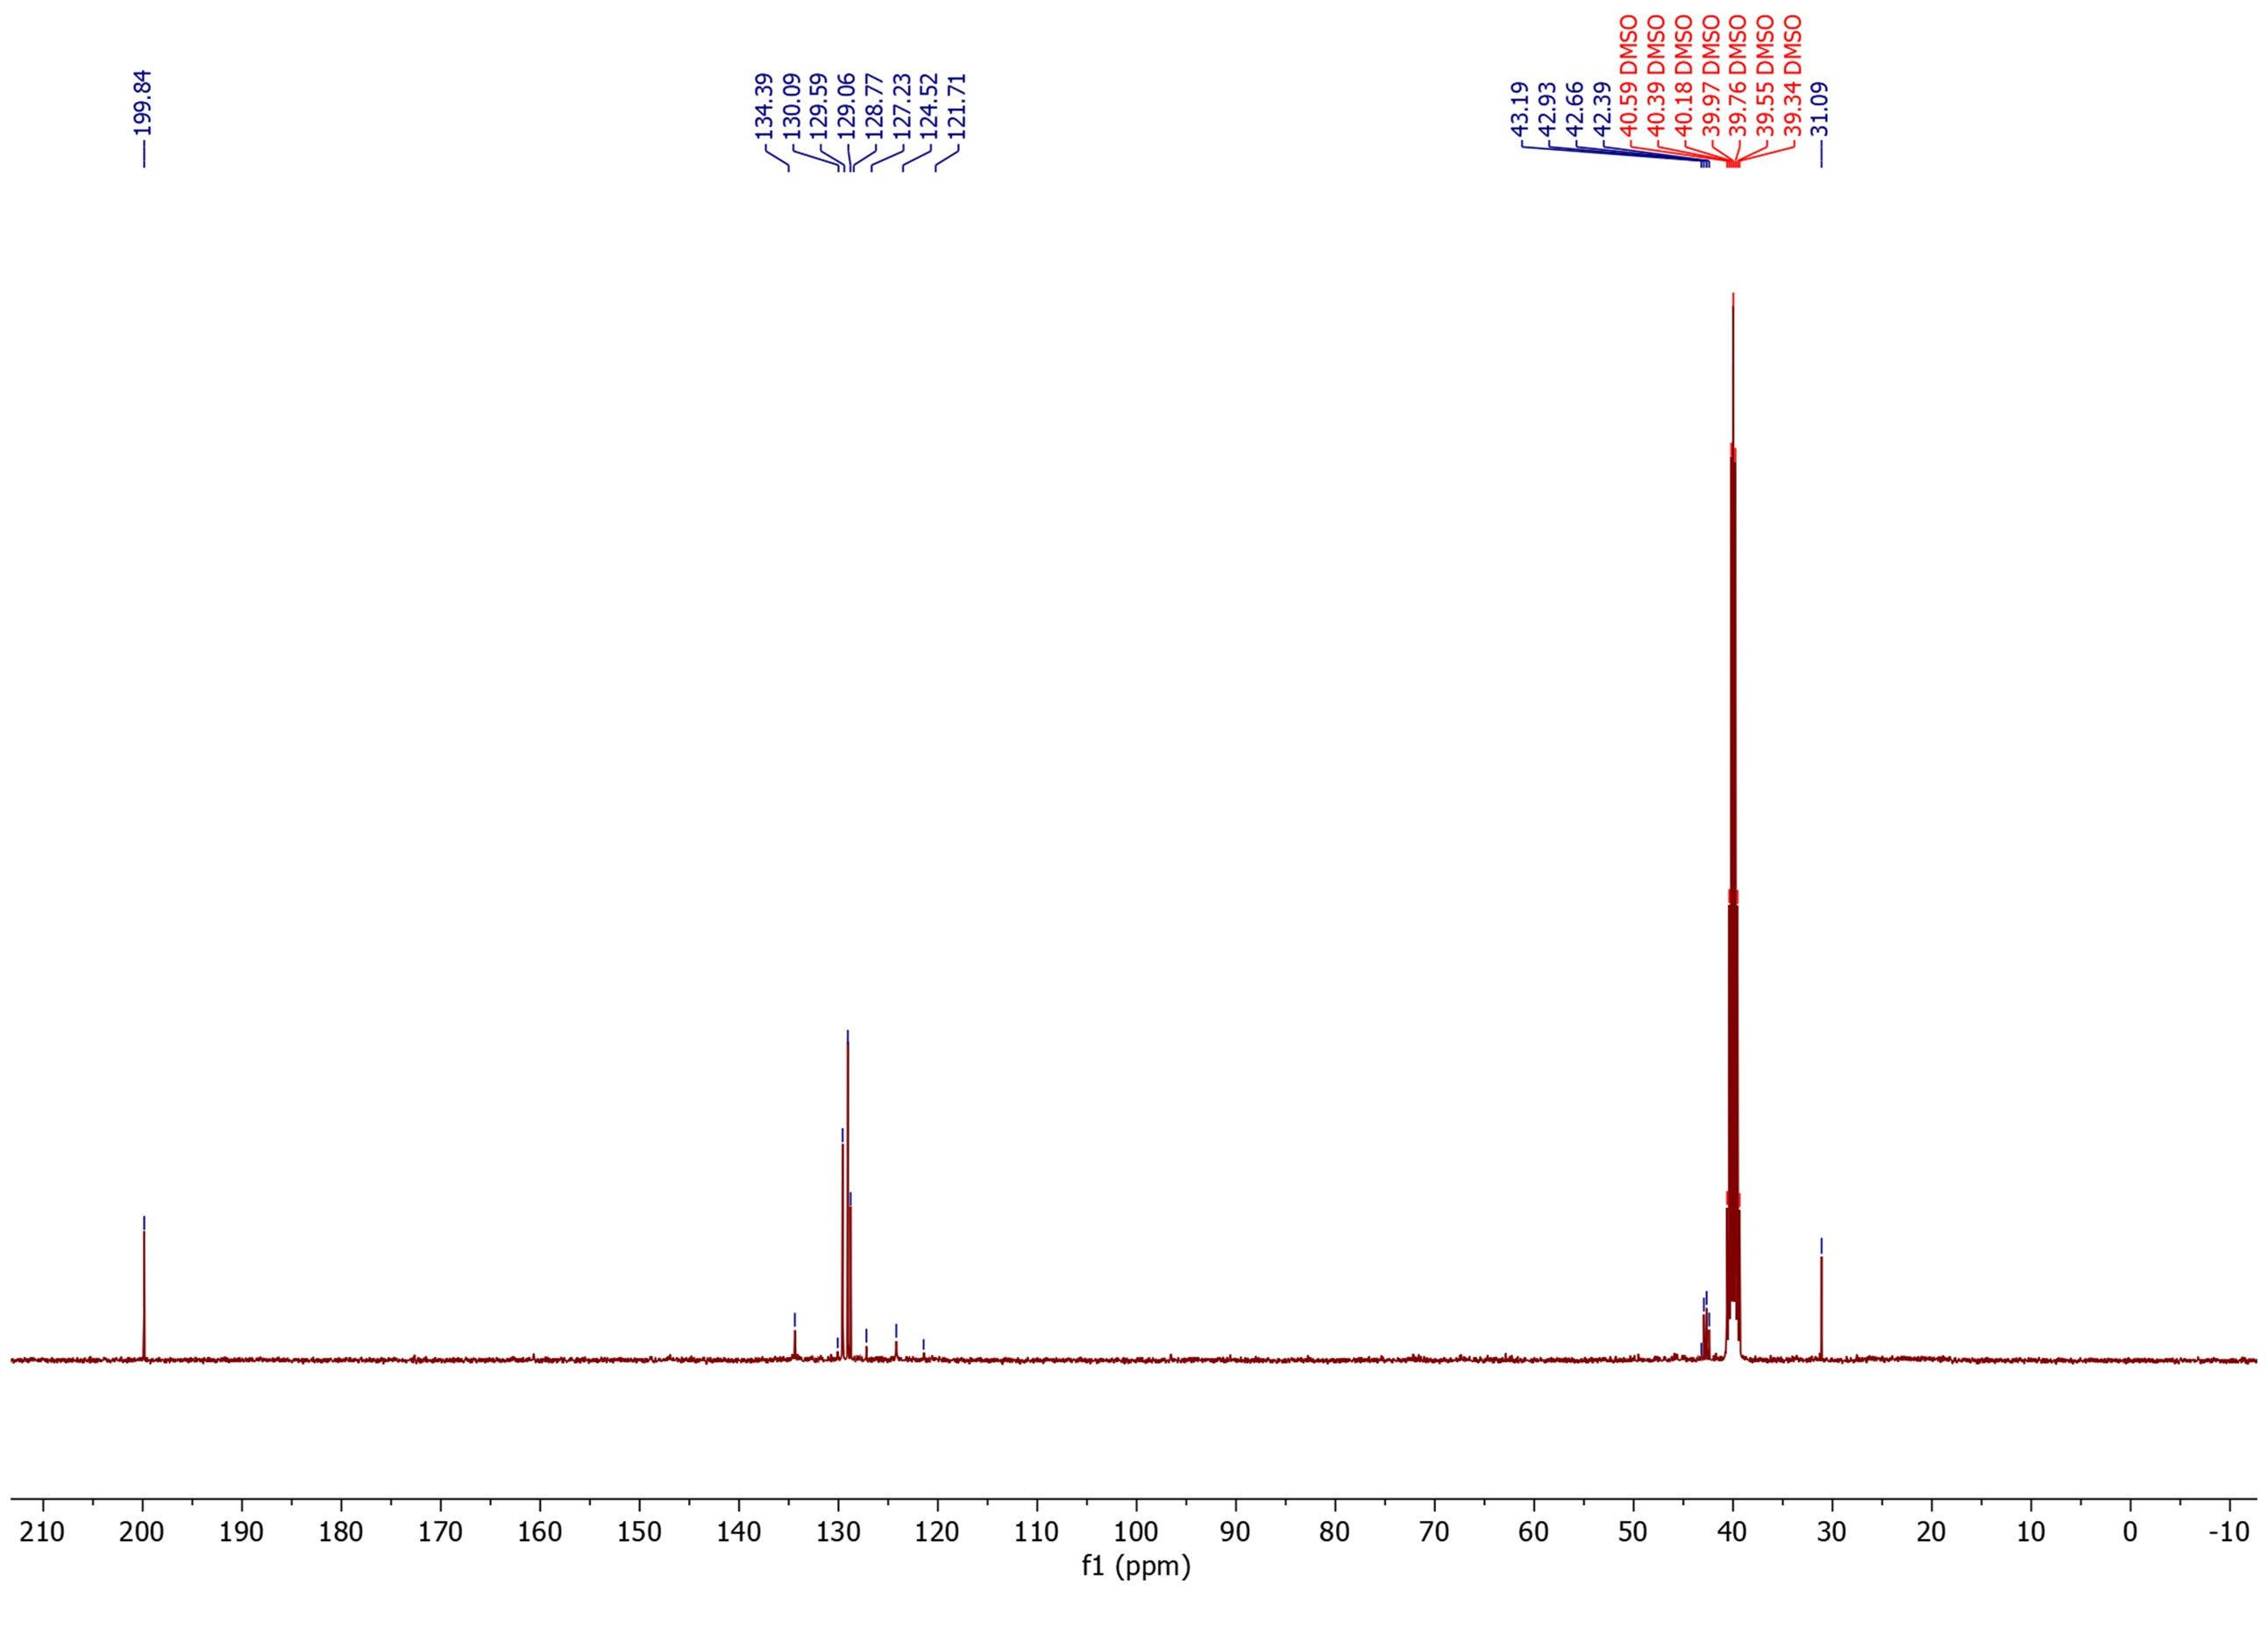 199.84
134.39
130.09
129.59
129.06
128.77
127.23
124.52
121.71
43.19
42.93
42.66
42.39
40.59 DMSO
40.39 DMSO
40.18 DMSO
39.97 DMSO
39.76 DMSO
39.55 DMSO
39.34 DMSO
31.09
210 200 190 180 170 160 150 140 130 120 110 100 90 80 70 60 50 40 30 20 10 0 -10
f1 (ppm)